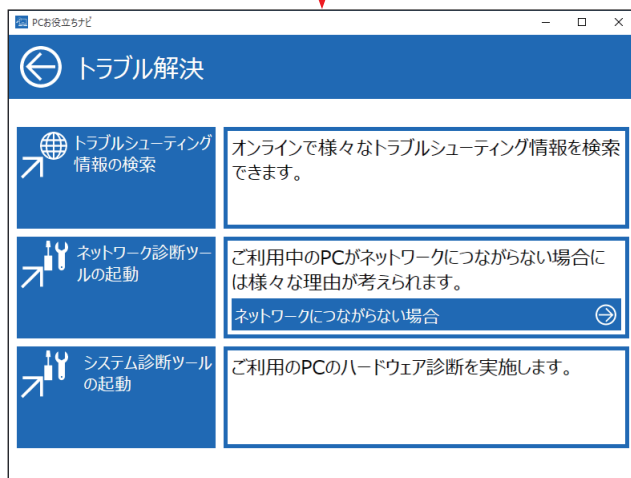 PCお役立ちナビ
トラブル解決
トラブルシューティング
情報の検索
オンラインで様々なトラブルシューティング情報を検索
できます。
ネットワーク診断ツー
ルの起動
ご利用中のPCがネットワークにつながらない場合に
は様々な理由が考えられます。
ネットワークにつながらない場合
システム診断ツール
の起動
ご利用のPCのハードウェア診断を実施します。